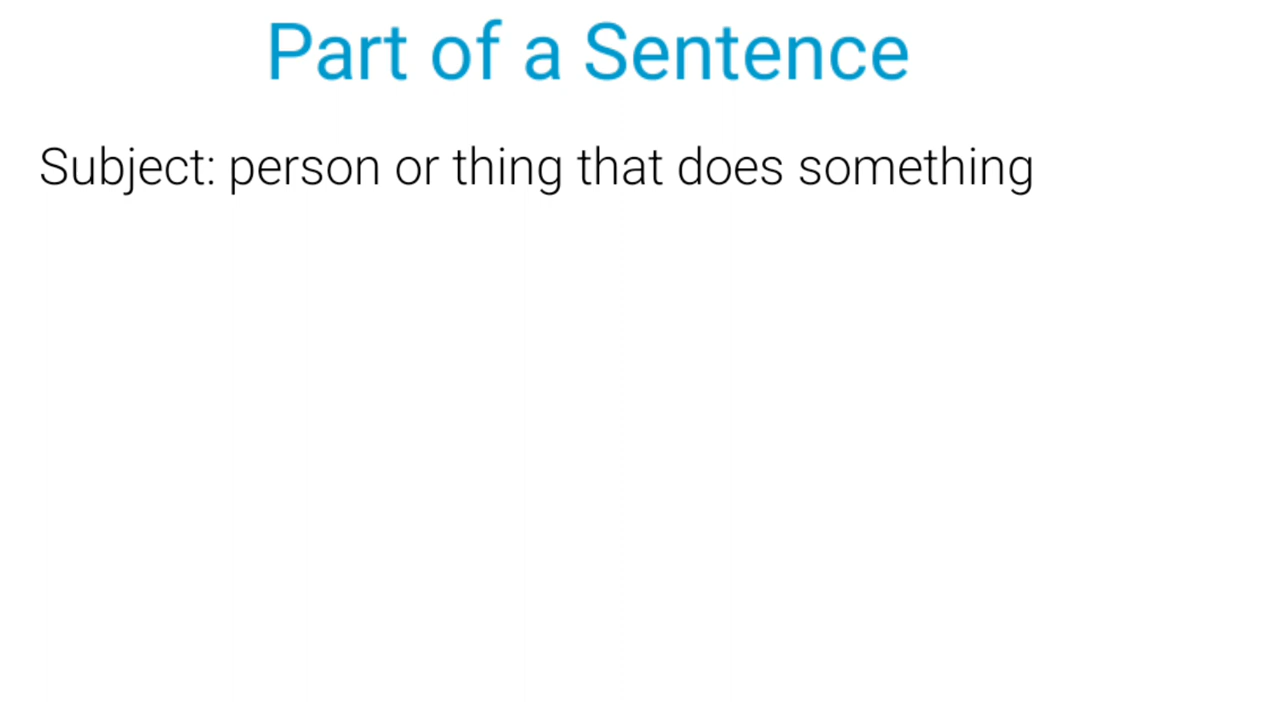 Part of a Sentence
Subject: person or thing that does something